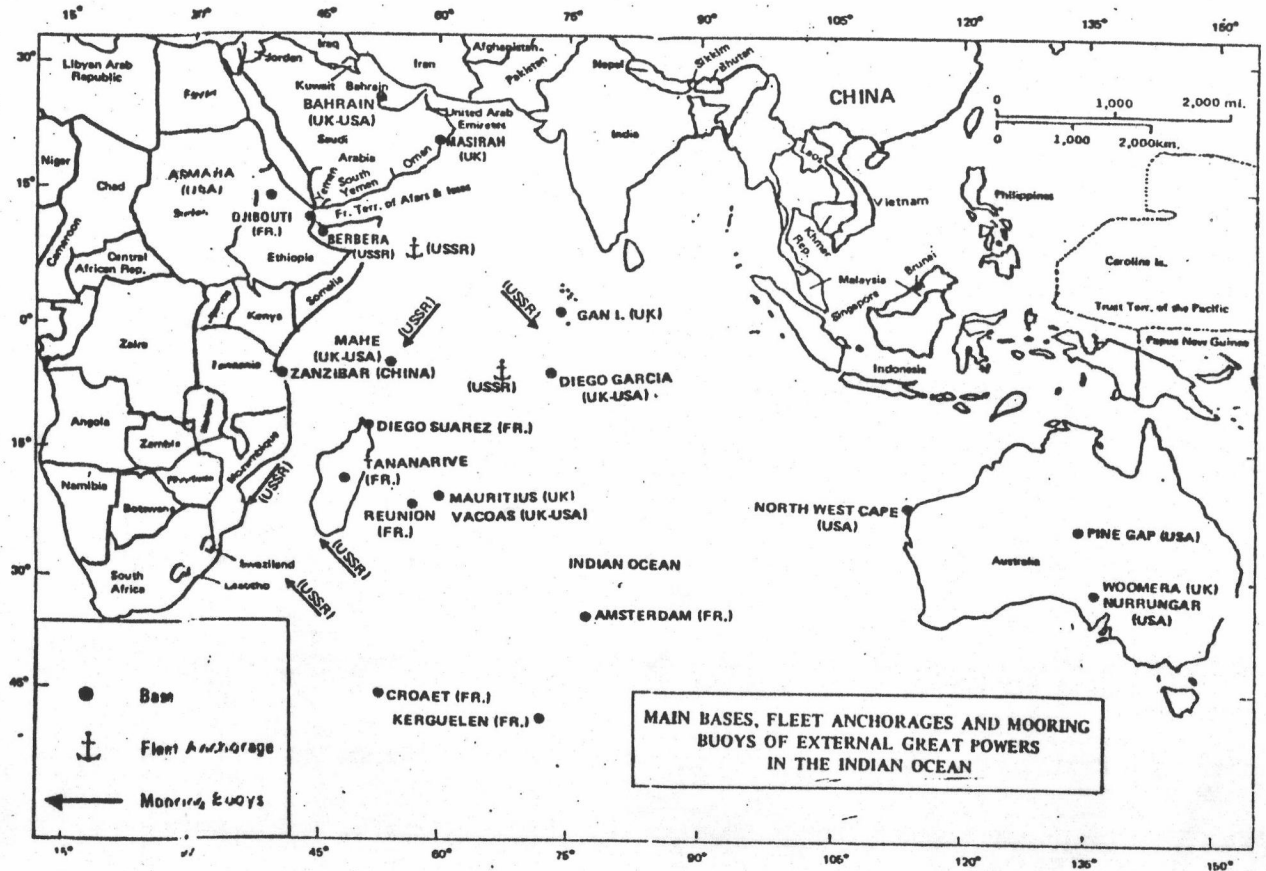 15°
30°
45°
60°
75°
90°
105°
120°
135°
150°
30°
15°
0°
15°
30°
45°
Libyan Arab
Republic
Egypt
Jordan
Iraq
Iran
Afghanistan
Pakistan
Nepal
Sikkim
Bhutan
CHINA
0 1,000 2,000 mi.
0 1,000 2,000km.
Kuwait
Bahrain
BAHRAIN
(UK-USA)
United Arab
Emirates
Saudi
Arabia
MASIRAH
(UK)
Oman
Yemen
South
Yemen
India
Laos
Vietnam
Khmer
Rep.
Philippines
Niger
Chad
Sudan
(USA)
DJIBOUTI
(FR.)
Fr. Terr. of Afars & Issas
BERBERA
(USSR)
(USSR)
Cameroon
Central
African Rep.
Ethiopia
Somalia
Caroline Is.
Trust Terr. of the Pacific
Papus New Guinea
Malaysia
Brunei
Singapore
Indonesia
Kenya
Zaire
Tanzania
(USSR)
(USSR)
GAN I. (UK)
MAHE
(UK-USA)
ZANZIBAR (CHINA)
(USSR)
DIEGO GARCIA
(UK-USA)
Angola
Zambia
Mozambique
DIEGO SUAREZ (FR.)
TANANARIVE
(FR.)
Namibia
Botswana
(USSR)
REUNION
(FR.)
MAURITIUS (UK)
VACOAS (UK-USA)
NORTH WEST CAPE
(USA)
PINE GAP (USA)
Australia
WOOMERA (UK)
NURRUNGAR
(USA)
South
Africa
Swaziland
Lesotho
(USSR)
(USSR)
INDIAN OCEAN
AMSTERDAM (FR.)
CROAET (FR.)
KERGUELEN (FR.)
Base
Fleet Anchorage
Mooring Buoys
MAIN BASES, FLEET ANCHORAGES AND MOORING
BUOYS OF EXTERNAL GREAT POWERS
IN THE INDIAN OCEAN
45°
60°
75°
90°
105°
120°
135°
150°